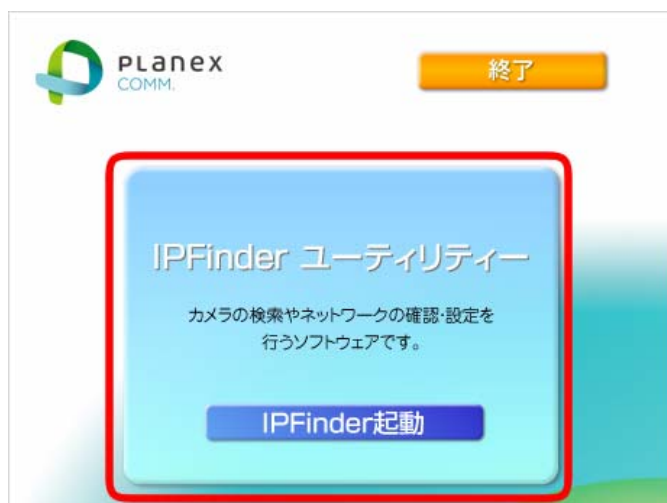 PLANEX
COMM.
終了
IPFinder ユーティリティー
カメラの検索やネットワークの確認・設定を
行うソフトウェアです。
IPFinder起動